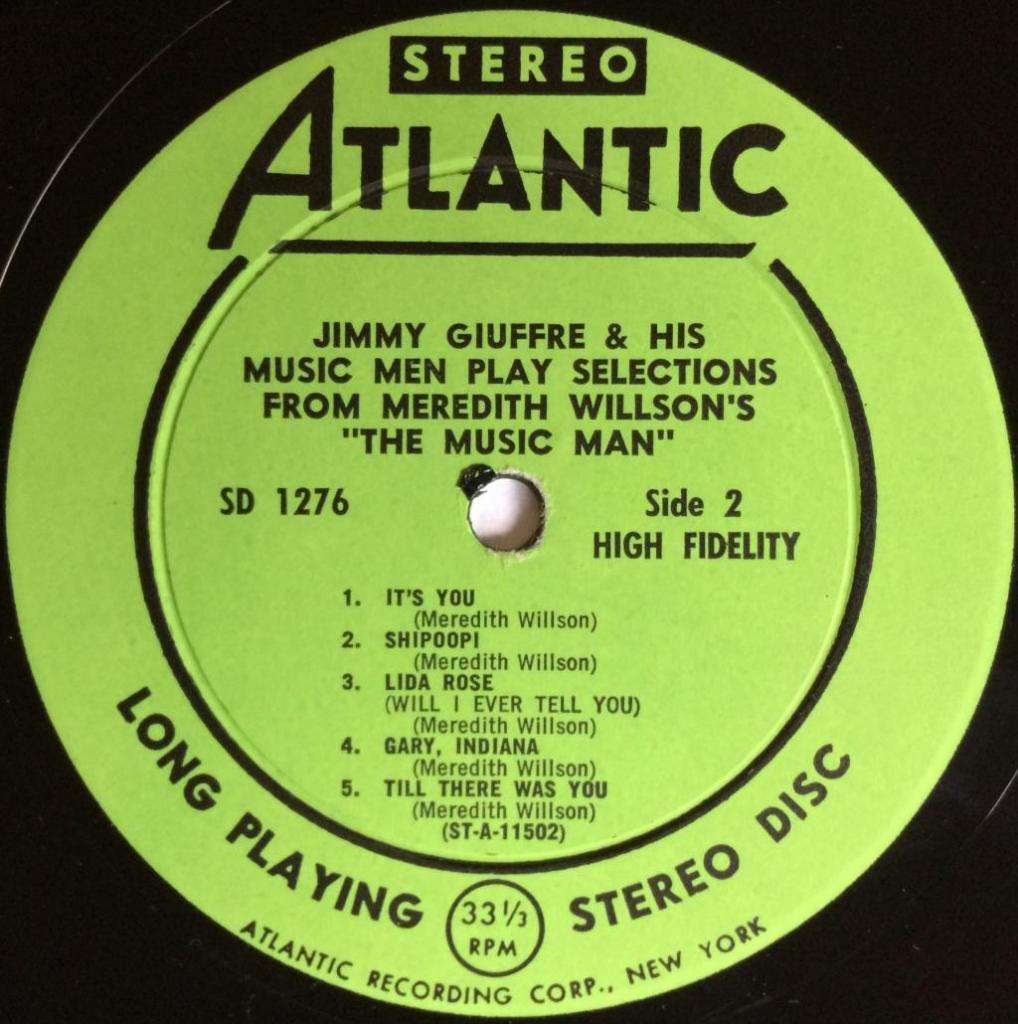 STEREO
ATLANTIC
JIMMY GIUFFRE & HIS
MUSIC MEN PLAY SELECTIONS
FROM MEREDITH WILLSON'S
"THE MUSIC MAN"
SD 1276
Side 2
HIGH FIDELITY
1. IT'S YOU
(Meredith Willson)
2. SHIPOOPI
(Meredith Willson)
3. LIDA ROSE
(WILL I EVER TELL YOU)
(Meredith Willson)
4. GARY, INDIANA
(Meredith Willson)
5. TILL THERE WAS YOU
(Meredith Willson)
(ST-A-11502)
LONG PLAYING
33 1/3
RPM
STEREO DISC
ATLANTIC RECORDING CORP., NEW YORK